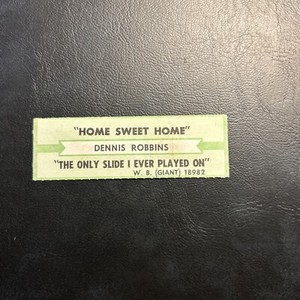 "HOME SWEET HOME"
DENNIS ROBBINS
"THE ONLY SLIDE I EVER PLAYED ON"
W. B. (GIANT) 18982